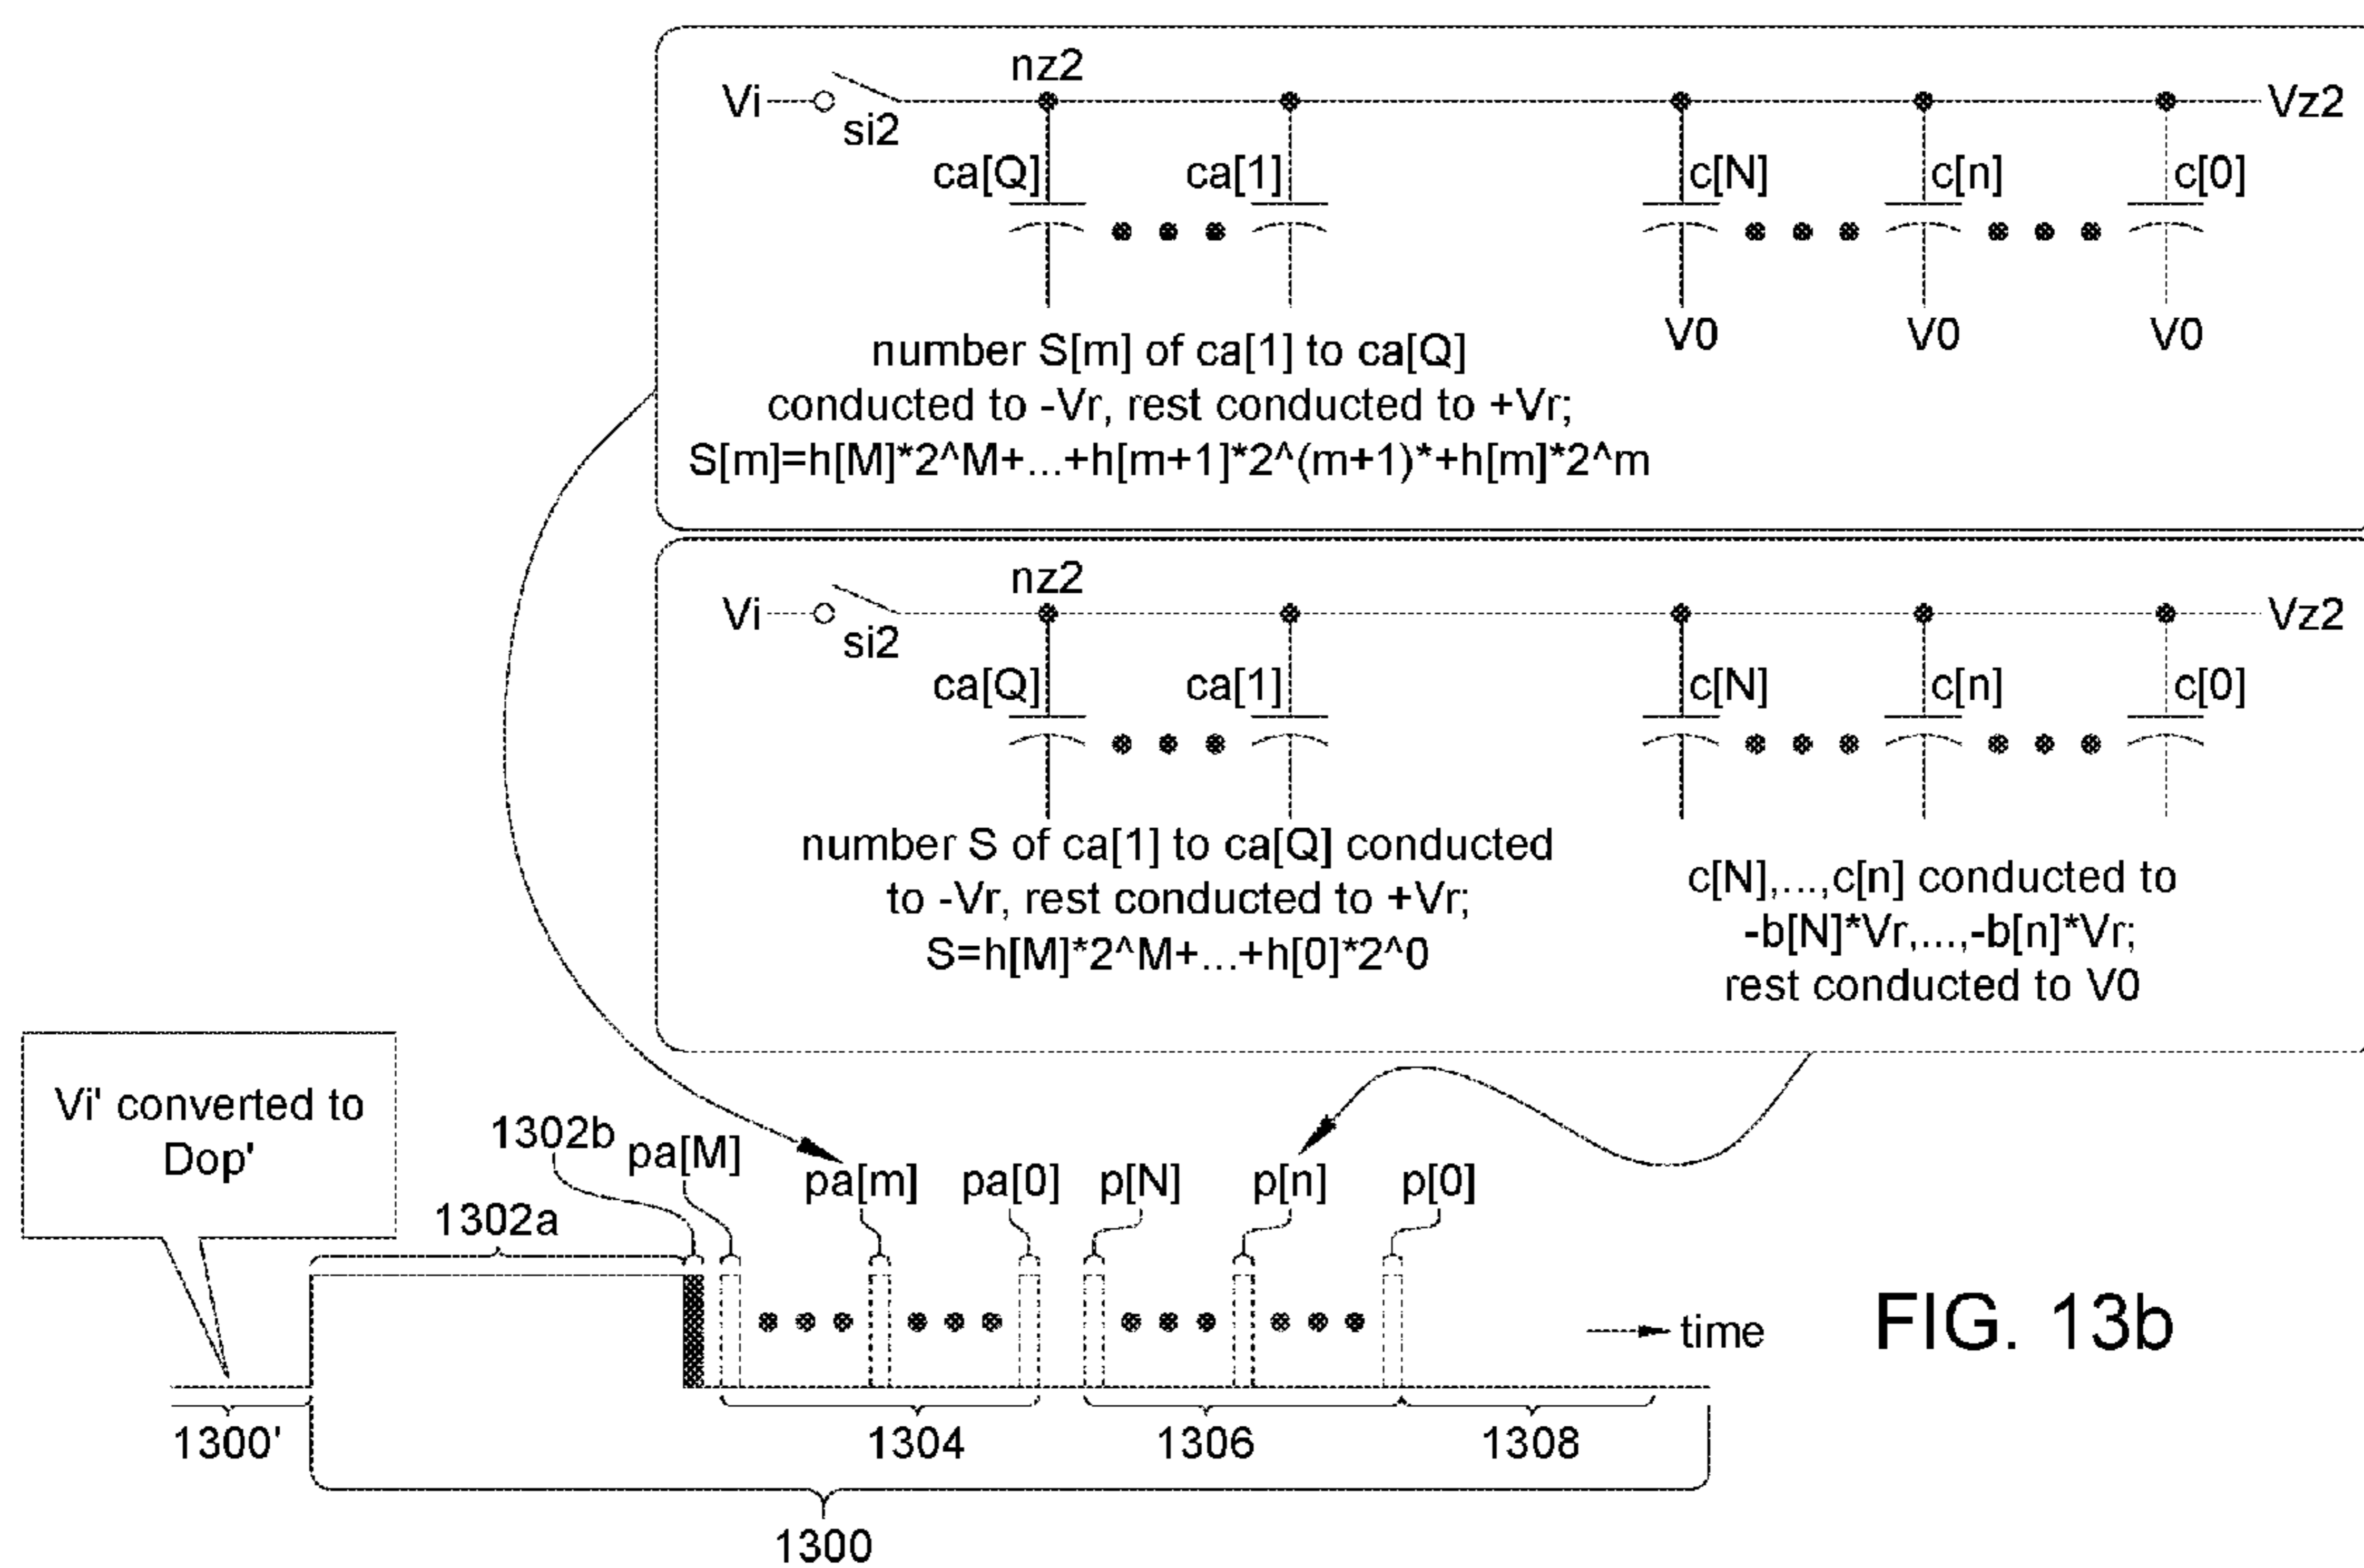 nz2
Vi
Vz2
si2
ca[Q]
ca[1]
c[N]
c[n]
c[0]
V0
V0
V0
number S[m] of ca[1] to ca[Q]
conducted to -Vr, rest conducted to +Vr;
S[m]=h[M]*2^M+...+h[m+1]*2^(m+1)*+h[m]*2^m
nz2
Vi
Vz2
si2
ca[Q]
ca[1]
c[N]
c[n]
c[0]
number S of ca[1] to ca[Q] conducted
to -Vr, rest conducted to +Vr;
S=h[M]*2^M+...+h[0]*2^0
c[N],...,c[n] conducted to
-b[N]*Vr,...,-b[n]*Vr;
rest conducted to V0
Vi' converted to
Dop'
1302a
1302b
pa[M]
pa[m]
pa[0]
p[N]
p[n]
p[0]
time
FIG. 13b
1300'
1304
1306
1308
1300